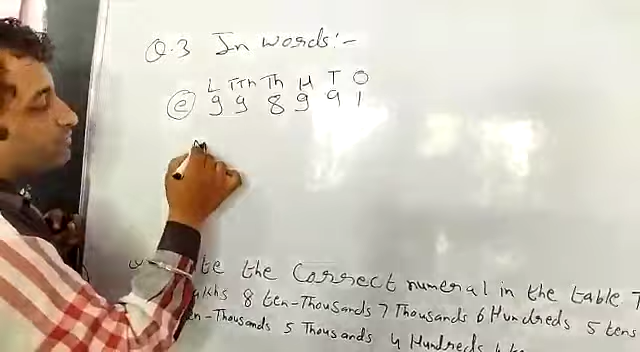 Q.3 In words:-
L TTh Th H T O
(e) 9 9 8 9 9 1
te the Correct numeral in the table
akhs 8 ten-Thousands 7 Thousands 6 Hundreds 5 tens
en-Thousands 5 Thousands 4 Hundreds